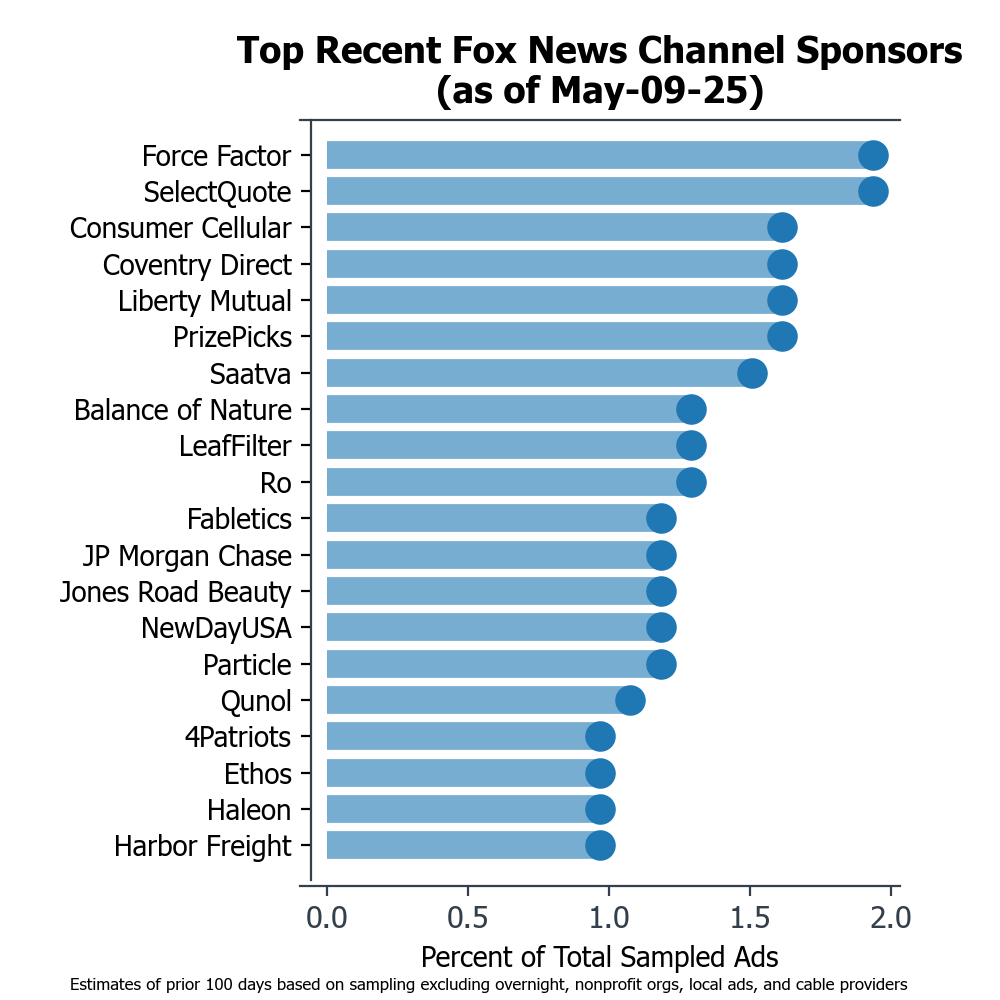 Top Recent Fox News Channel Sponsors
(as of May-09-25)
Force Factor
SelectQuote
Consumer Cellular
Coventry Direct
Liberty Mutual
PrizePicks
Saatva
Balance of Nature
LeafFilter
Ro
Fabletics
JP Morgan Chase
Jones Road Beauty
NewDayUSA
Particle
Qunol
4Patriots
Ethos
Haleon
Harbor Freight
0.0 0.5 1.0 1.5 2.0
Percent of Total Sampled Ads
Estimates of prior 100 days based on sampling excluding overnight, nonprofit orgs, local ads, and cable providers